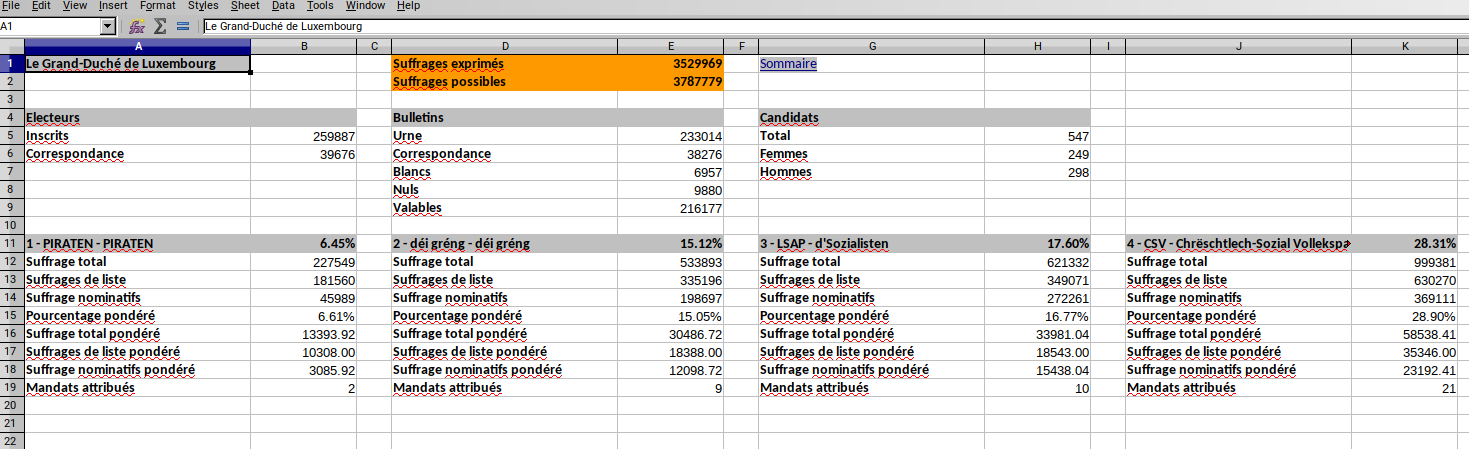 File Edit View Insert Format Styles Sheet Data Tools Window Help
A1 Le Grand-Duché de Luxembourg
A B C D E F G H I J K
1 Le Grand-Duché de Luxembourg Suffrages exprimés 3529969 Sommaire
2 Suffrages possibles 3787779
3
4 Electeurs Bulletins Candidats
5 Inscrits 259887 Urne 233014 Total 547
6 Correspondance 39676 Correspondance 38276 Femmes 249
7 Blancs 6957 Hommes 298
8 Nuls 9880
9 Valables 216177
10
11 1 - PIRATEN - PIRATEN 6.45% 2 - déi gréng - déi gréng 15.12% 3 - LSAP - d'Sozialisten 17.60% 4 - CSV - Chrëschtlech-Sozial Vollekspa 28.31%
12 Suffrage total 227549 Suffrage total 533893 Suffrage total 621332 Suffrage total 999381
13 Suffrages de liste 181560 Suffrages de liste 335196 Suffrages de liste 349071 Suffrages de liste 630270
14 Suffrage nominatifs 45989 Suffrage nominatifs 198697 Suffrage nominatifs 272261 Suffrage nominatifs 369111
15 Pourcentage pondéré 6.61% Pourcentage pondéré 15.05% Pourcentage pondéré 16.77% Pourcentage pondéré 28.90%
16 Suffrage total pondéré 13393.92 Suffrage total pondéré 30486.72 Suffrage total pondéré 33981.04 Suffrage total pondéré 58538.41
17 Suffrages de liste pondéré 10308.00 Suffrages de liste pondéré 18388.00 Suffrages de liste pondéré 18543.00 Suffrages de liste pondéré 35346.00
18 Suffrage nominatifs pondéré 3085.92 Suffrage nominatifs pondéré 12098.72 Suffrage nominatifs pondéré 15438.04 Suffrage nominatifs pondéré 23192.41
19 Mandats attribués 2 Mandats attribués 9 Mandats attribués 10 Mandats attribués 21
20
21
22